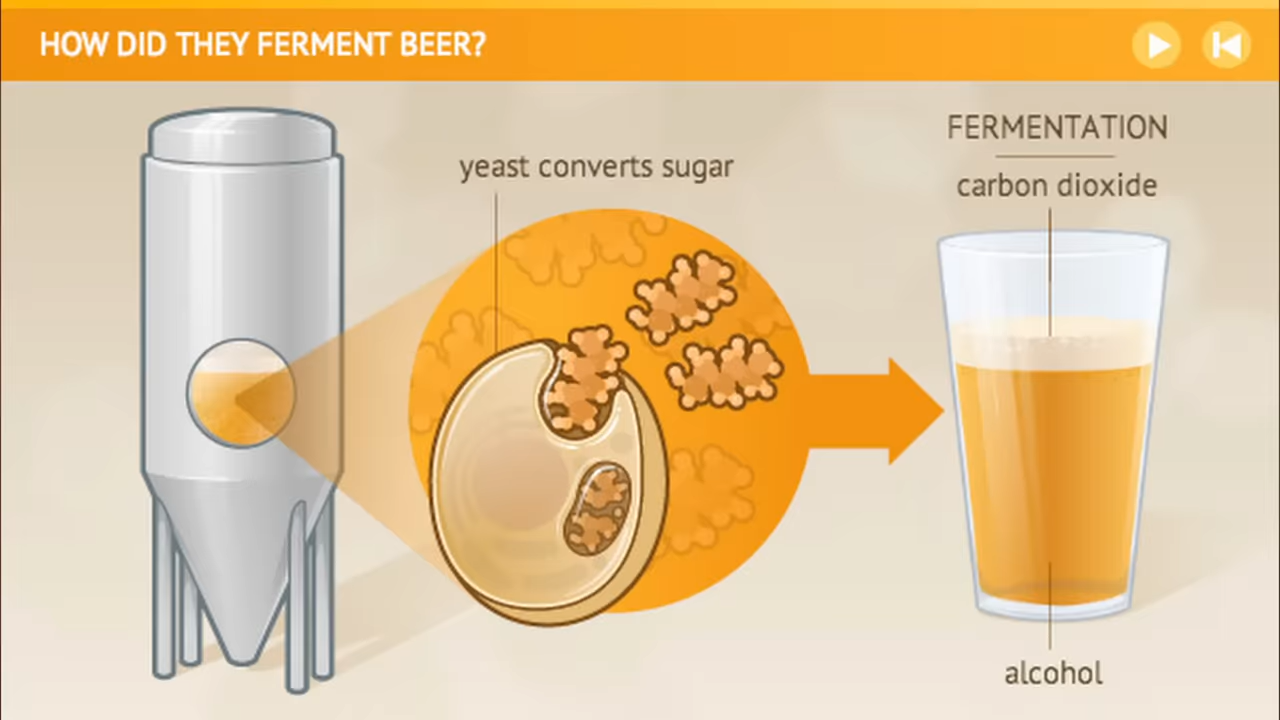 HOW DID THEY FERMENT BEER?
yeast converts sugar
FERMENTATION
carbon dioxide
alcohol